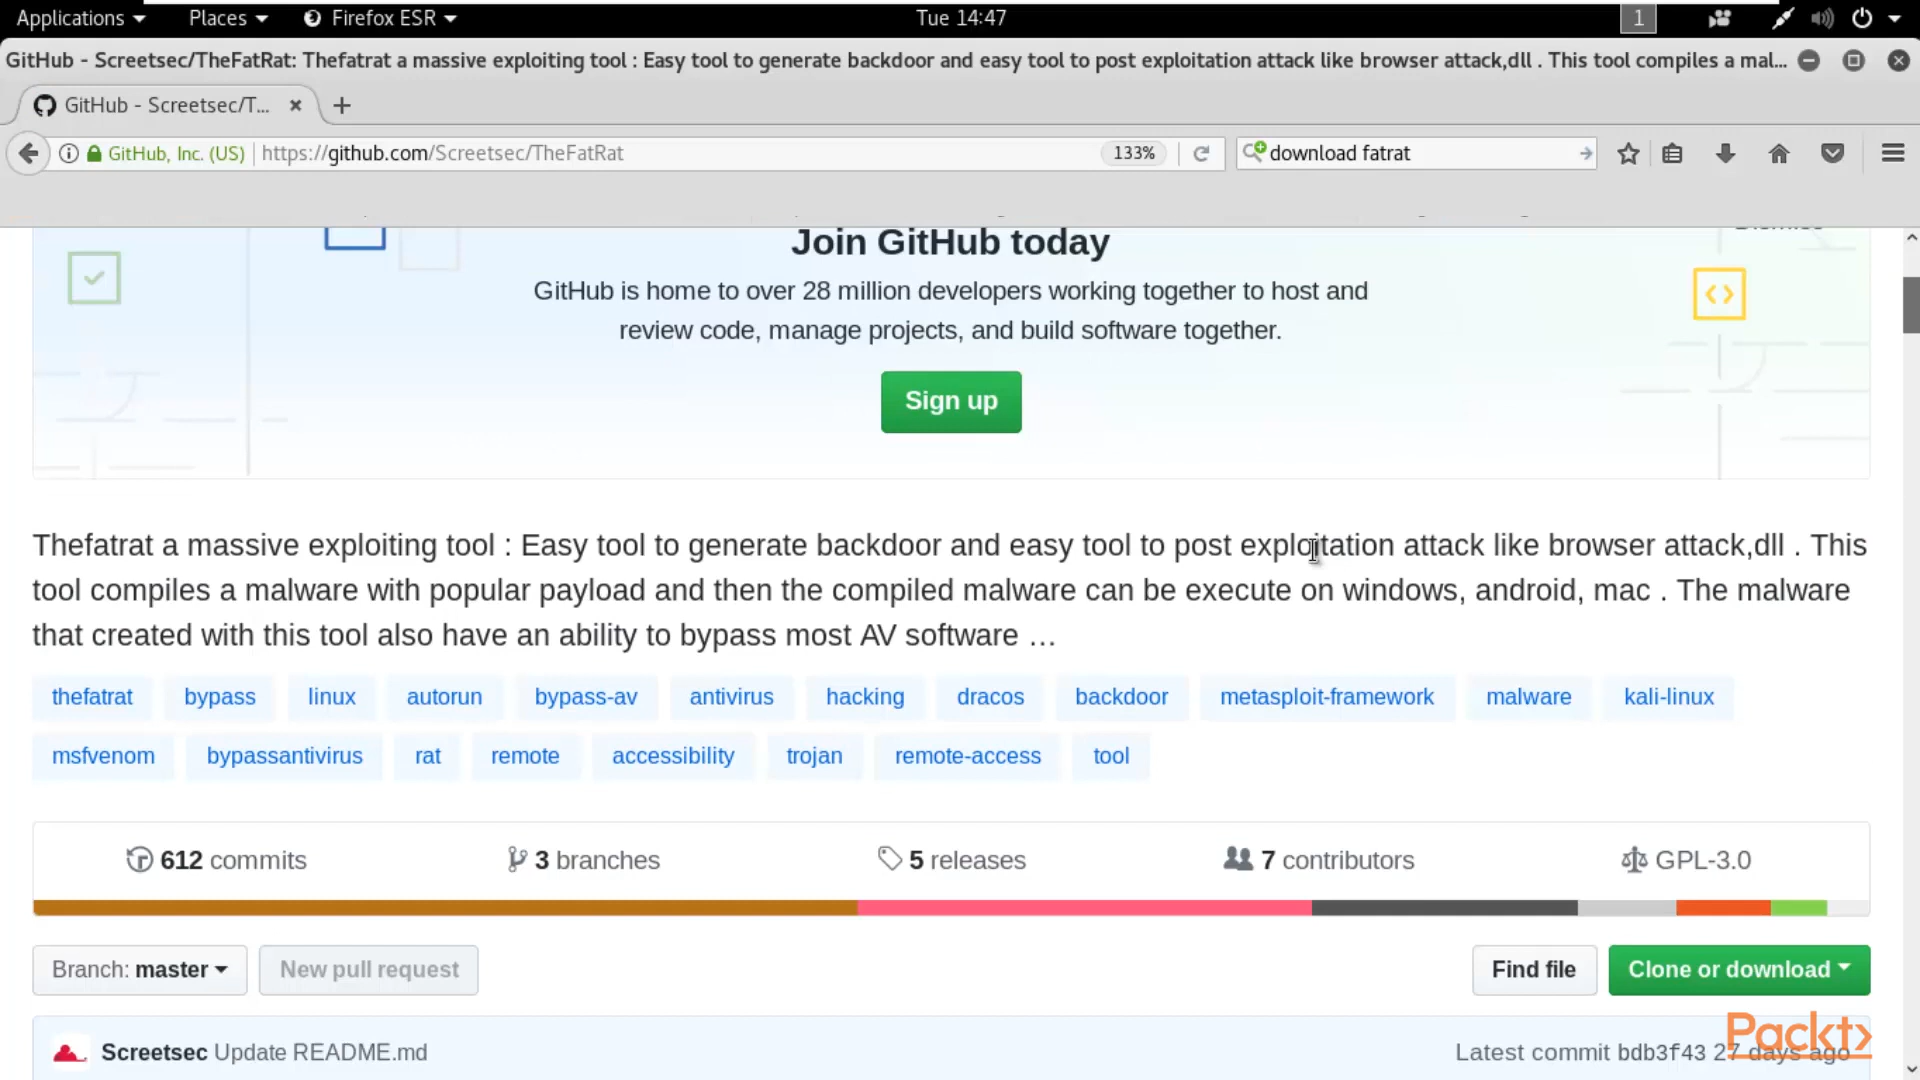 Applications Places Firefox ESR Tue 14:47 1
GitHub - Screetsec/TheFatRat: Thefatrat a massive exploiting tool : Easy tool to generate backdoor and easy tool to post exploitation attack like browser attack,dll . This tool compiles a mal...
GitHub - Screetsec/T...
GitHub, Inc. (US) https://github.com/Screetsec/TheFatRat 133% download fatrat
Join GitHub today
GitHub is home to over 28 million developers working together to host and
review code, manage projects, and build software together.
Sign up
Thefatrat a massive exploiting tool : Easy tool to generate backdoor and easy tool to post exploitation attack like browser attack,dll . This
tool compiles a malware with popular payload and then the compiled malware can be execute on windows, android, mac . The malware
that created with this tool also have an ability to bypass most AV software …
thefatrat bypass linux autorun bypass-av antivirus hacking dracos backdoor metasploit-framework malware kali-linux
msfvenom bypassantivirus rat remote accessibility trojan remote-access tool
612 commits 3 branches 5 releases 7 contributors GPL-3.0
Branch: master New pull request Find file Clone or download
Screetsec Update README.md Latest commit bdb3f43 27 days ago
Packt